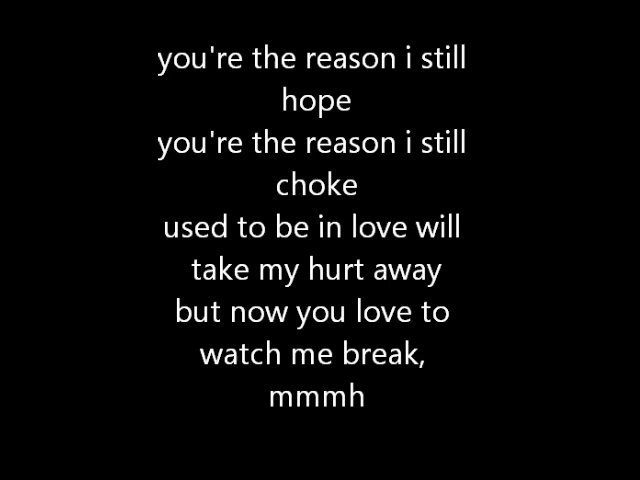 you're the reason i still
hope
you're the reason i still
choke
used to be in love will
take my hurt away
but now you love to
watch me break,
mmmh